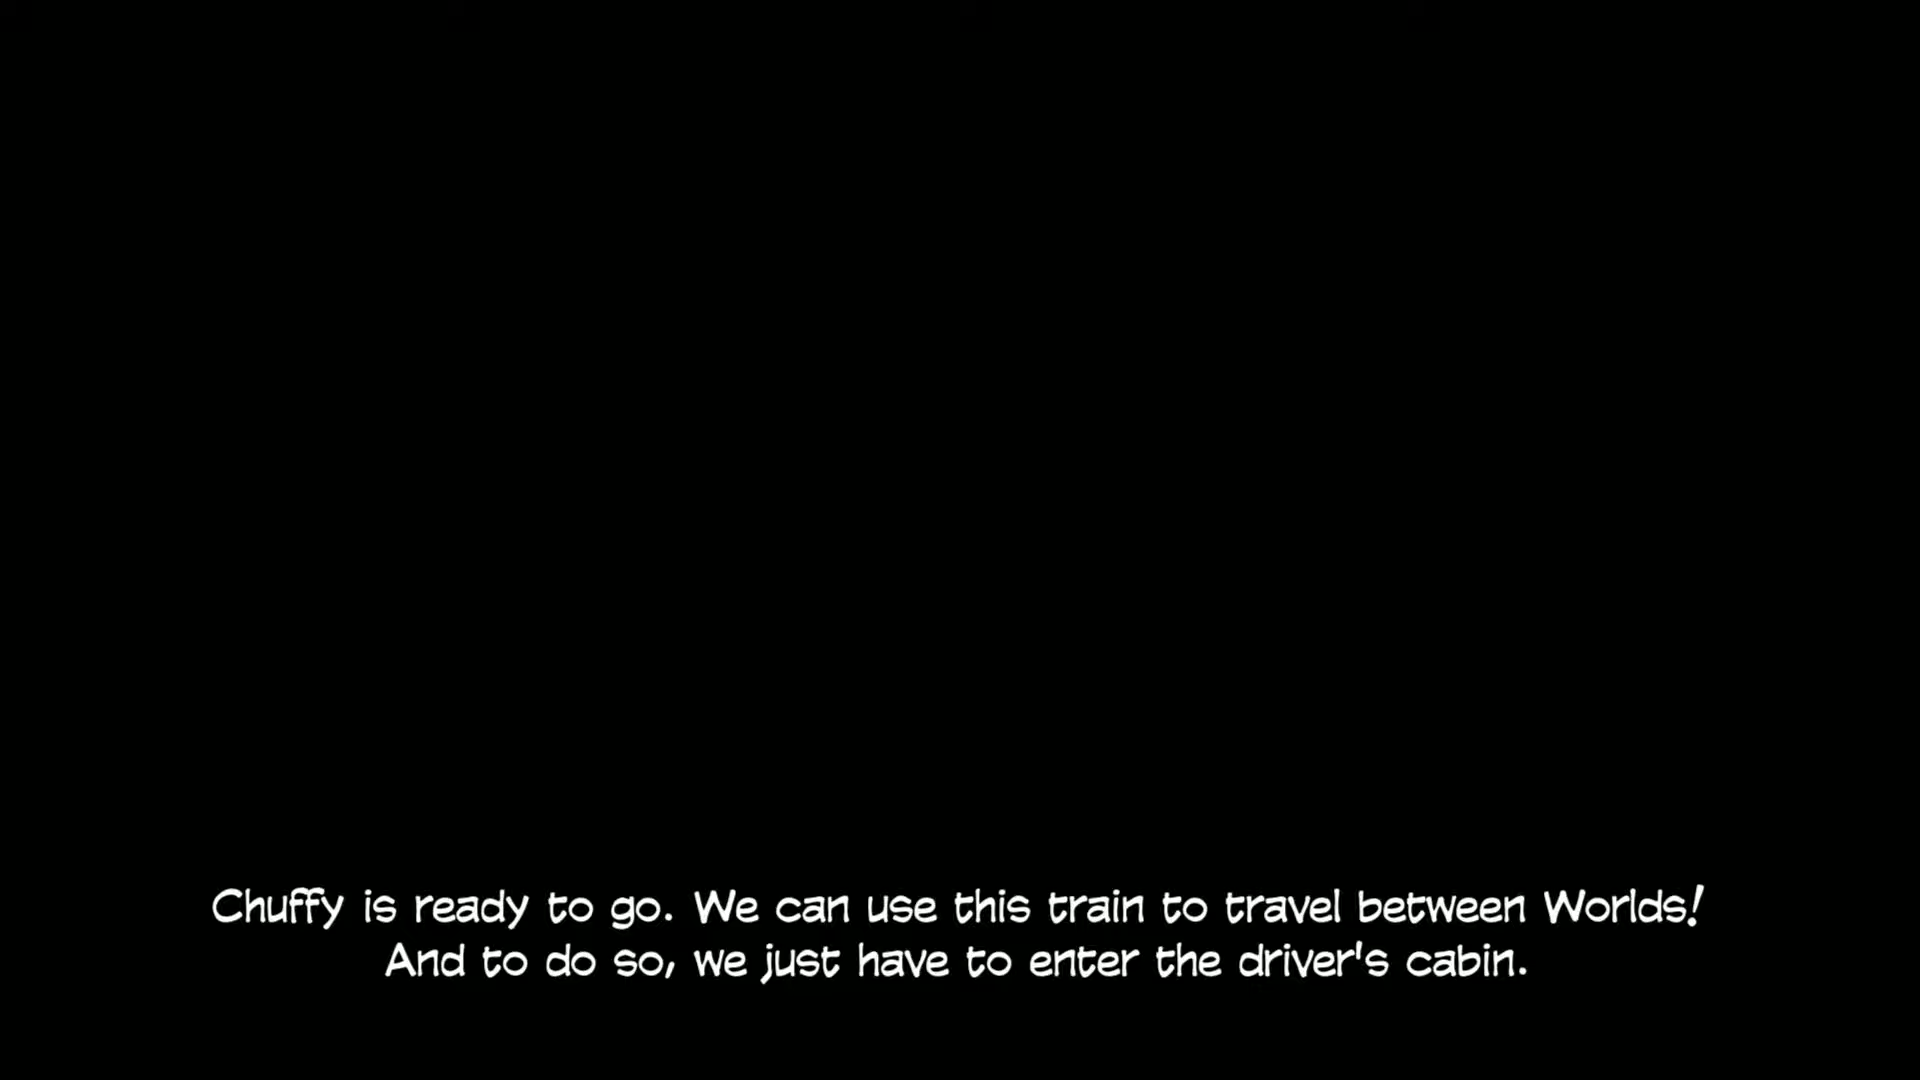 Chuffy is ready to go. We can use this train to travel between Worlds!
And to do so, we just have to enter the driver's cabin.